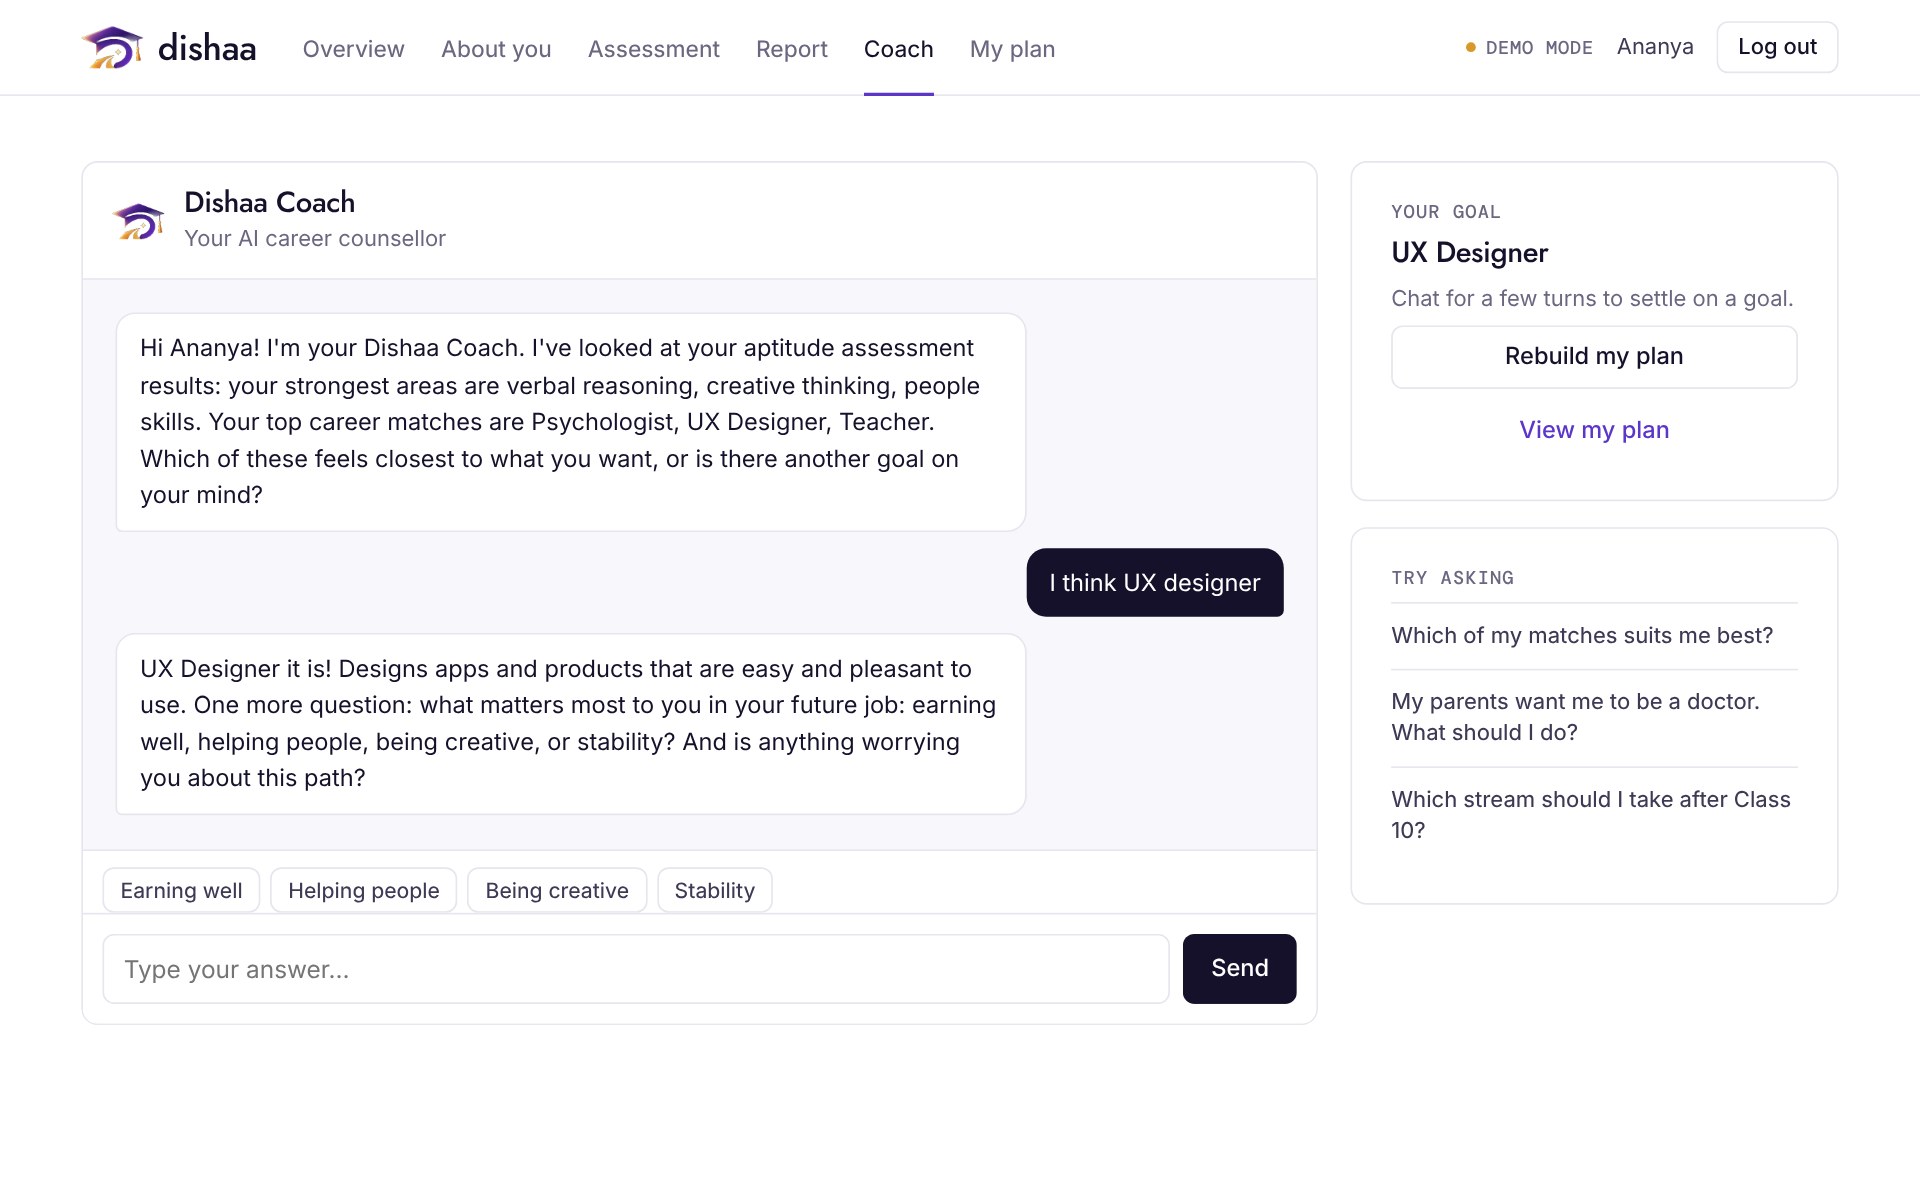 dishaa
Overview
About you
Assessment
Report
Coach
My plan
DEMO MODE
Ananya
Log out
Dishaa Coach
Your AI career counsellor
Hi Ananya! I'm your Dishaa Coach. I've looked at your aptitude assessment
results: your strongest areas are verbal reasoning, creative thinking, people
skills. Your top career matches are Psychologist, UX Designer, Teacher.
Which of these feels closest to what you want, or is there another goal on
your mind?
I think UX designer
UX Designer it is! Designs apps and products that are easy and pleasant to
use. One more question: what matters most to you in your future job: earning
well, helping people, being creative, or stability? And is anything worrying
you about this path?
Earning well
Helping people
Being creative
Stability
Type your answer...
Send
YOUR GOAL
UX Designer
Chat for a few turns to settle on a goal.
Rebuild my plan
View my plan
TRY ASKING
Which of my matches suits me best?
My parents want me to be a doctor.
What should I do?
Which stream should I take after Class
10?